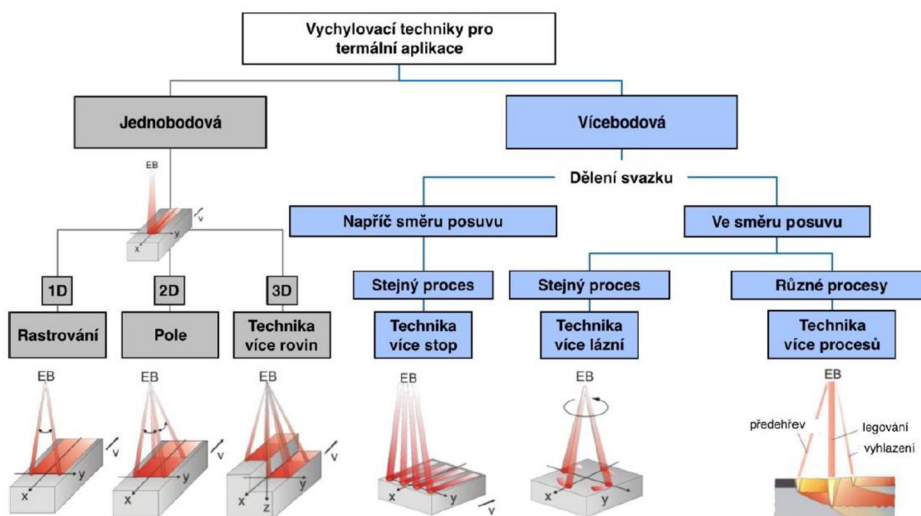 Vychylovací techniky pro
termální aplikace
Jednobodová
Vícebodová
EB
v
x
y
Dělení svazku
Napříč směru posuvu
Ve směru posuvu
1D
2D
3D
Stejný proces
Stejný proces
Různé procesy
Rastrování
Pole
Technika
více rovin
Technika
více stop
Technika
více lázní
Technika
více procesů
EB
v
x
y
EB
v
x
y
EB
v
x
y
z
EB
x
y
v
EB
x
y
EB
předehřev
legování
vyhlazení